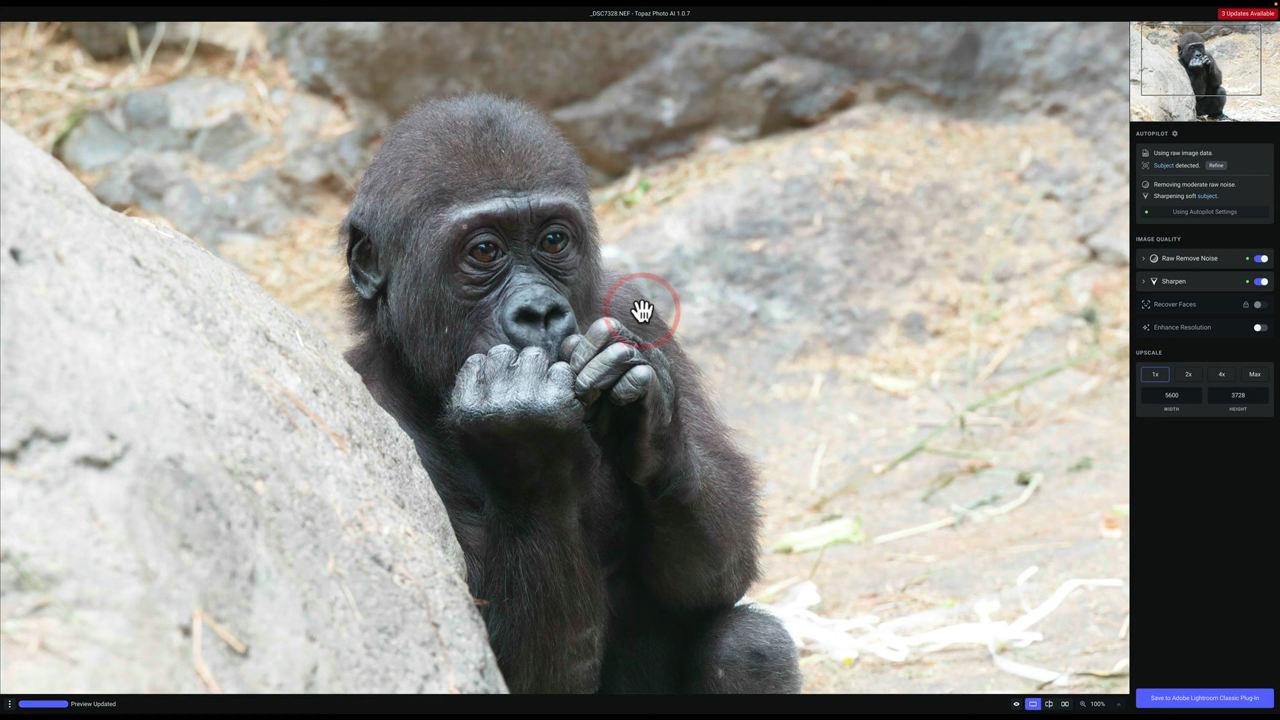 _DSC7328.NEF - Topaz Photo AI 1.0.7
3 Updates Available
AUTOPILOT
Using raw image data.
Subject detected. Refine
Removing moderate raw noise.
Sharpening soft subject.
Using Autopilot Settings
IMAGE QUALITY
Raw Remove Noise
Sharpen
Recover Faces
Enhance Resolution
UPSCALE
1x 2x 4x Max
5600 3728
WIDTH HEIGHT
Save to Adobe Lightroom Classic Plug-In
Preview Updated
100%